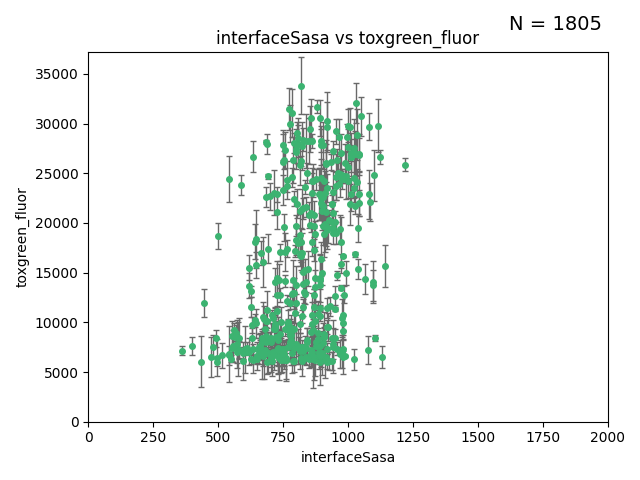 N = 1805
interfaceSasa vs toxgreen_fluor
toxgreen_fluor
35000
30000
25000
20000
15000
10000
5000
0
0 250 500 750 1000 1250 1500 1750 2000
interfaceSasa